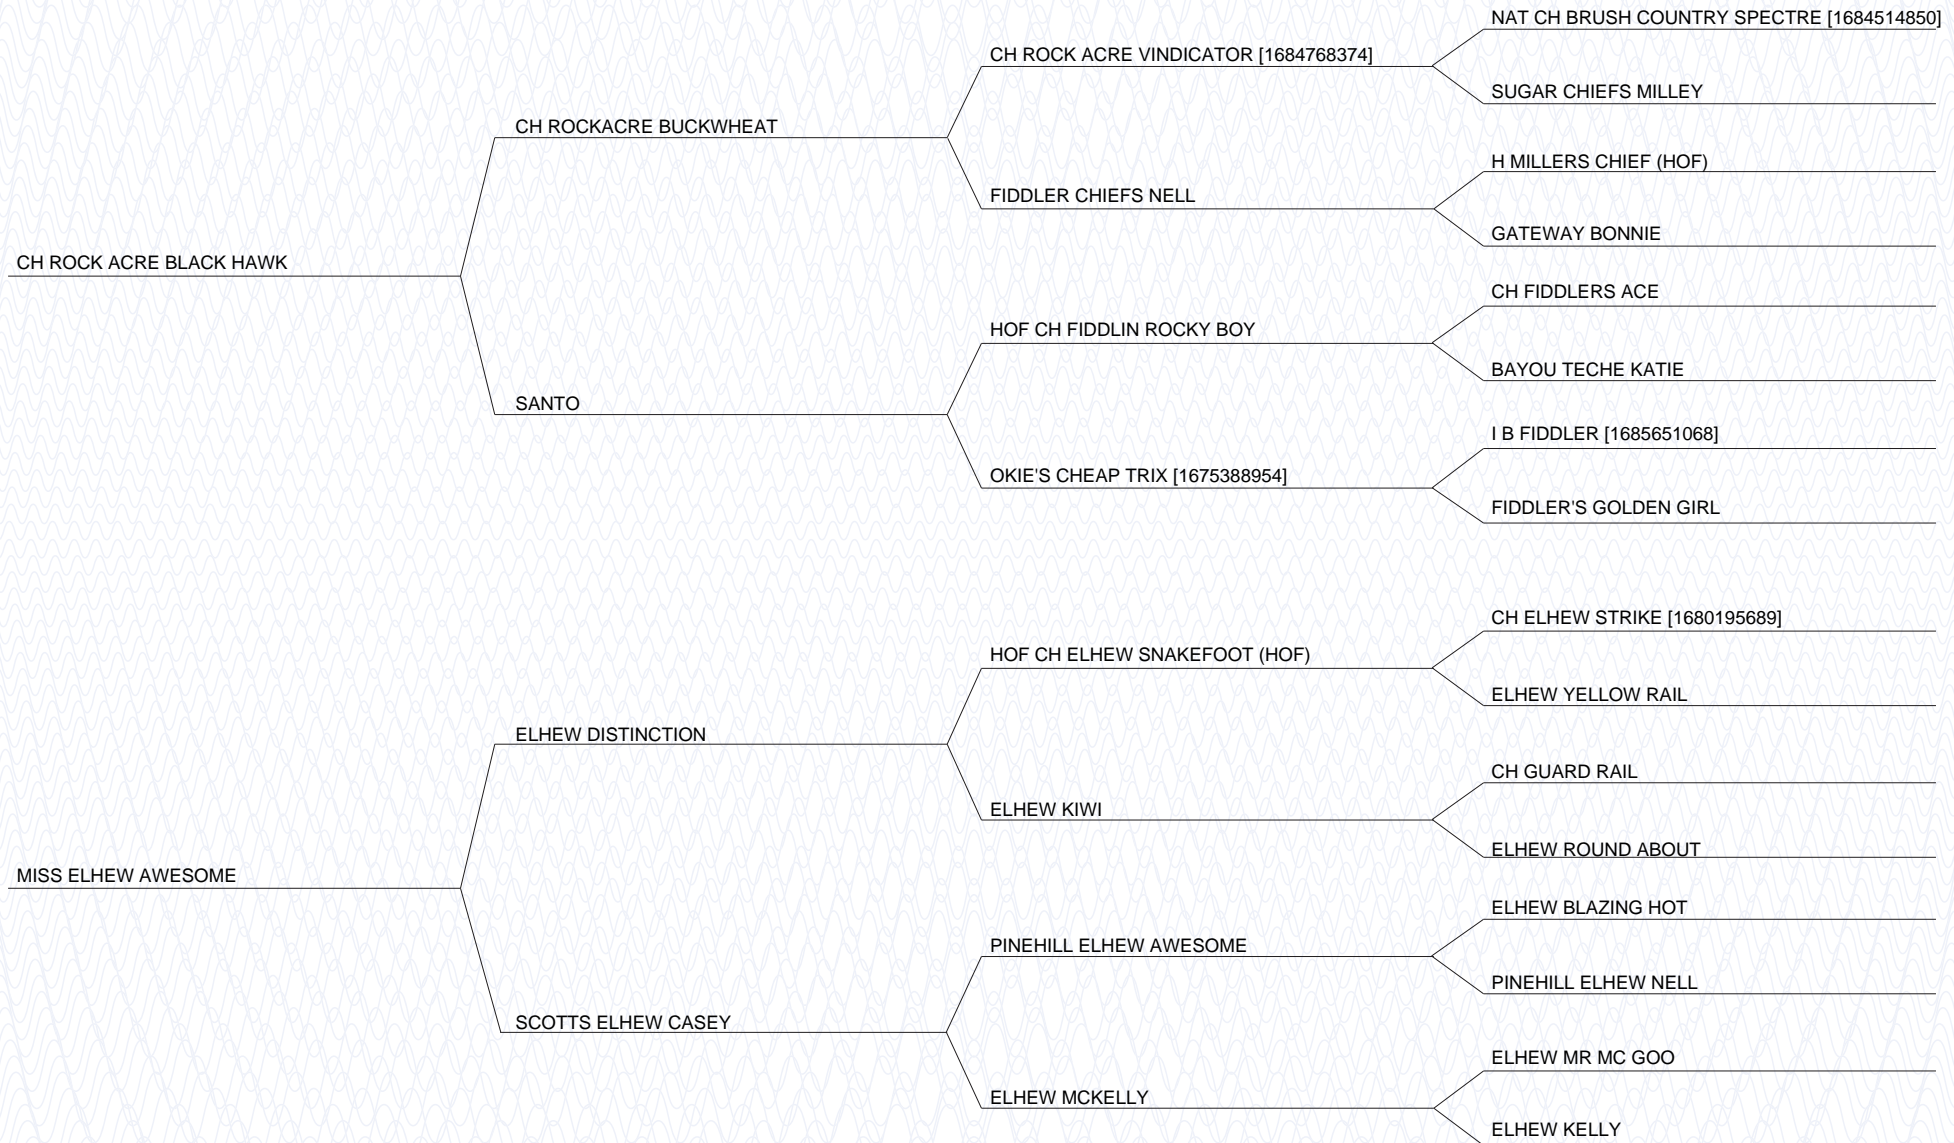 NAT CH BRUSH COUNTRY SPECTRE [1684514850]
CH ROCK ACRE VINDICATOR [1684768374]
SUGAR CHIEFS MILLEY
CH ROCKACRE BUCKWHEAT
H MILLERS CHIEF (HOF)
FIDDLER CHIEFS NELL
GATEWAY BONNIE
CH ROCK ACRE BLACK HAWK
CH FIDDLERS ACE
HOF CH FIDDLIN ROCKY BOY
BAYOU TECHE KATIE
SANTO
I B FIDDLER [1685651068]
OKIE'S CHEAP TRIX [1675388954]
FIDDLER'S GOLDEN GIRL
CH ELHEW STRIKE [1680195689]
HOF CH ELHEW SNAKEFOOT (HOF)
ELHEW YELLOW RAIL
ELHEW DISTINCTION
CH GUARD RAIL
ELHEW KIWI
ELHEW ROUND ABOUT
MISS ELHEW AWESOME
ELHEW BLAZING HOT
PINEHILL ELHEW AWESOME
PINEHILL ELHEW NELL
SCOTTS ELHEW CASEY
ELHEW MR MC GOO
ELHEW MCKELLY
ELHEW KELLY